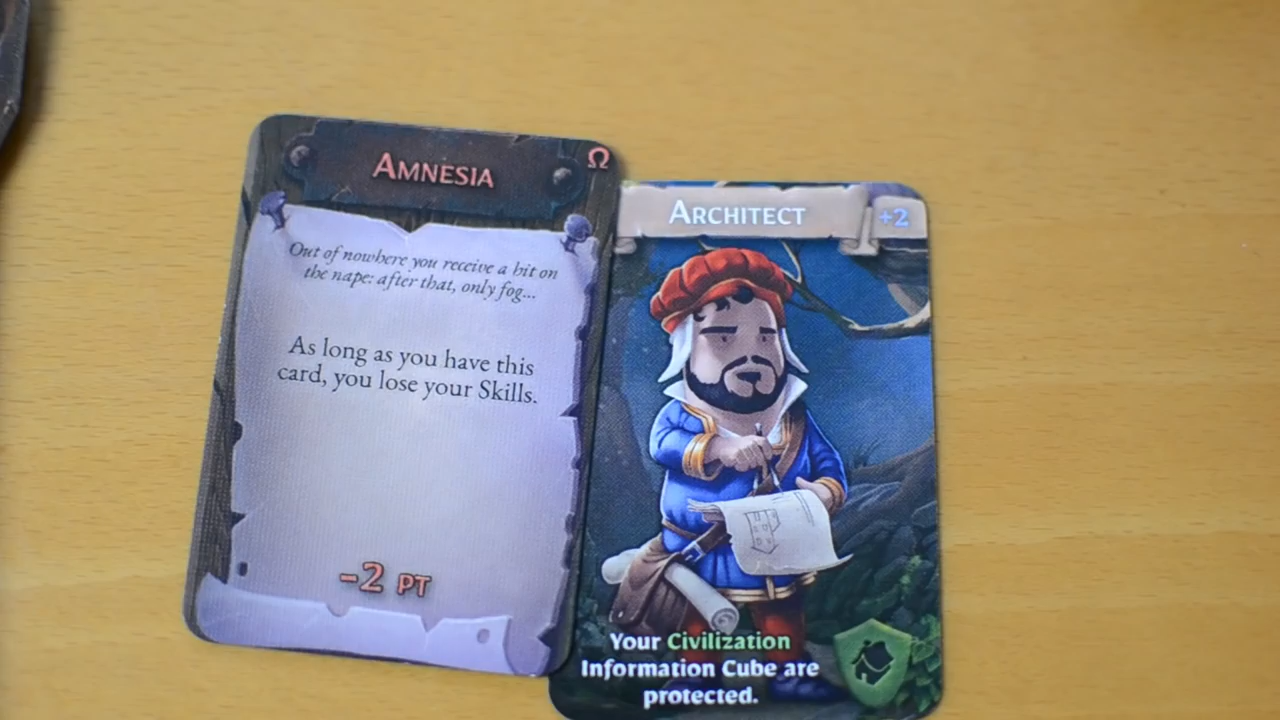 AMNESIA
Ω
Out of nowhere you receive a hit on
the nape: after that, only fog...
As long as you have this
card, you lose your Skills.
-2 PT
ARCHITECT
+2
Your Civilization
Information Cube are
protected.